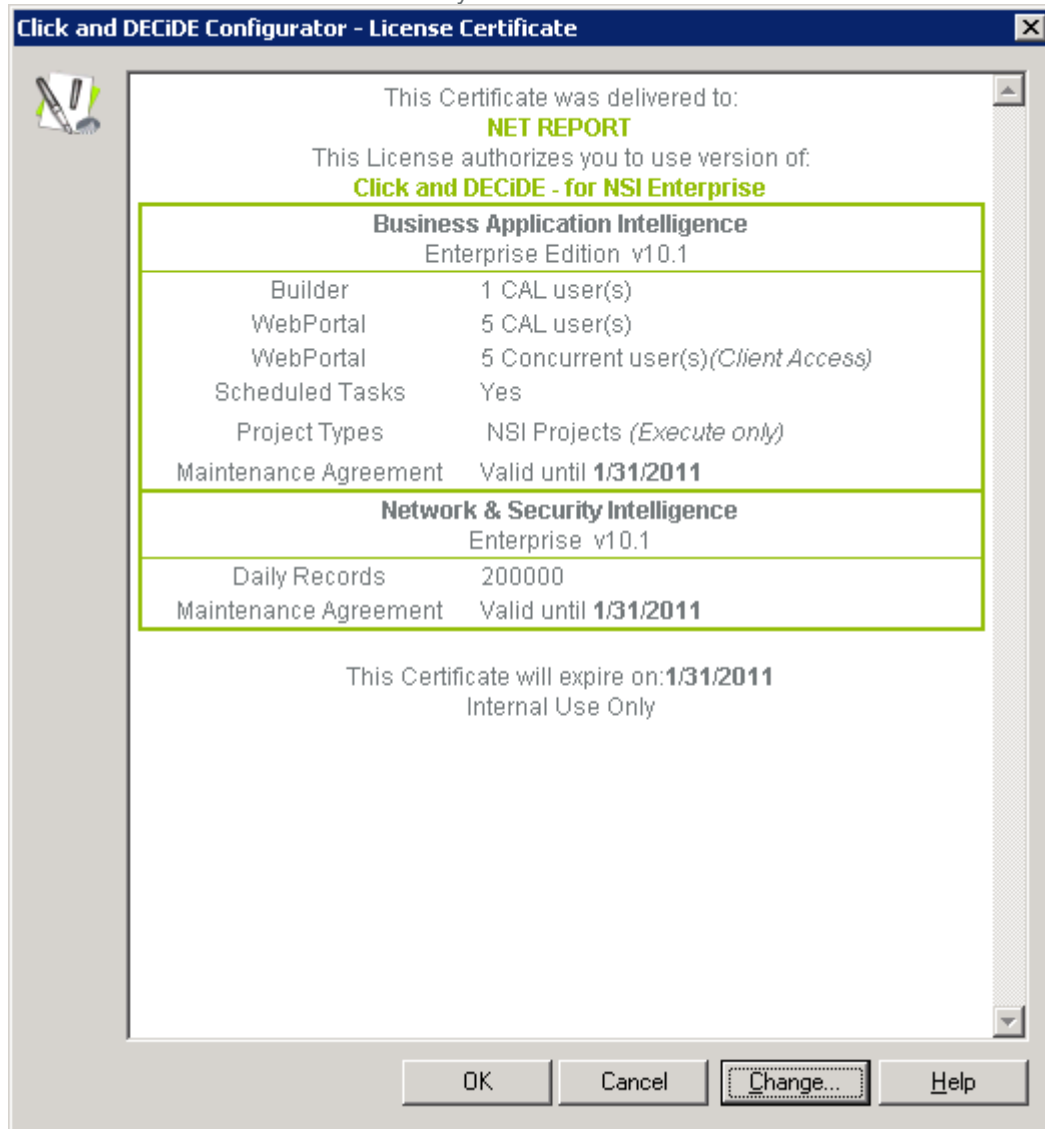 Click and DECiDE Configurator - License Certificate
This Certificate was delivered to:
NET REPORT
This License authorizes you to use version of:
Click and DECiDE - for NSI Enterprise
Business Application Intelligence
Enterprise Edition v10.1
Builder 1 CAL user(s)
WebPortal 5 CAL user(s)
WebPortal 5 Concurrent user(s)(Client Access)
Scheduled Tasks Yes
Project Types NSI Projects (Execute only)
Maintenance Agreement Valid until 1/31/2011
Network & Security Intelligence
Enterprise v10.1
Daily Records 200000
Maintenance Agreement Valid until 1/31/2011
This Certificate will expire on:1/31/2011
Internal Use Only
OK Cancel Change... Help